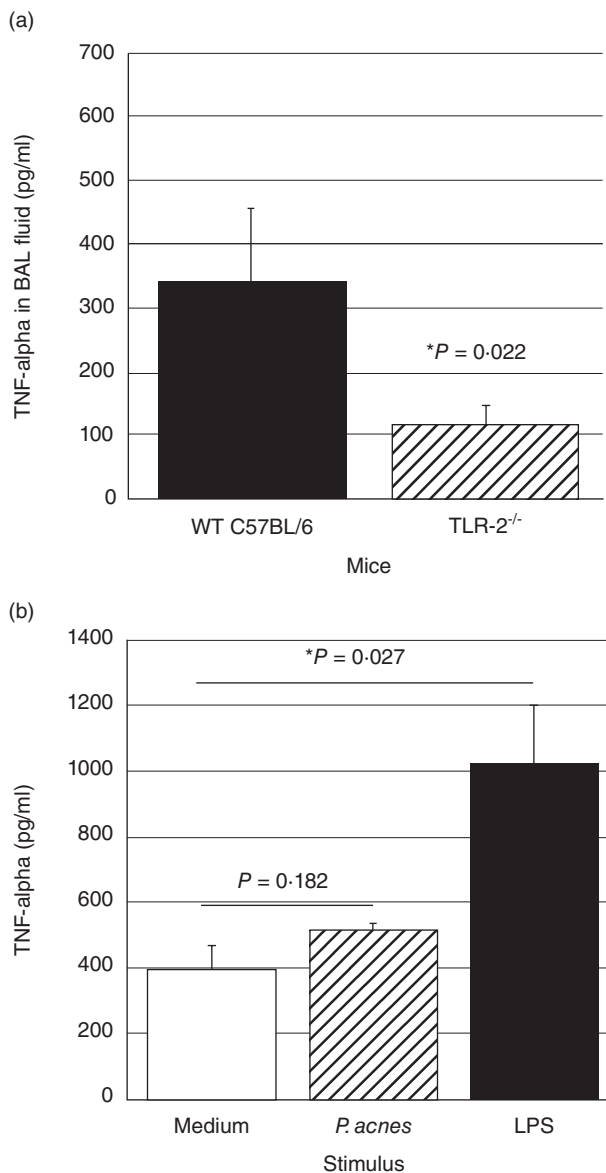 (a)
TNF-alpha in BAL fluid (pg/ml)
700
600
500
400
300
200
100
0
*P = 0·022
WT C57BL/6
TLR-2-/-
Mice
(b)
TNF-alpha (pg/ml)
1400
1200
1000
800
600
400
200
0
*P = 0·027
P = 0·182
Medium
P. acnes
LPS
Stimulus